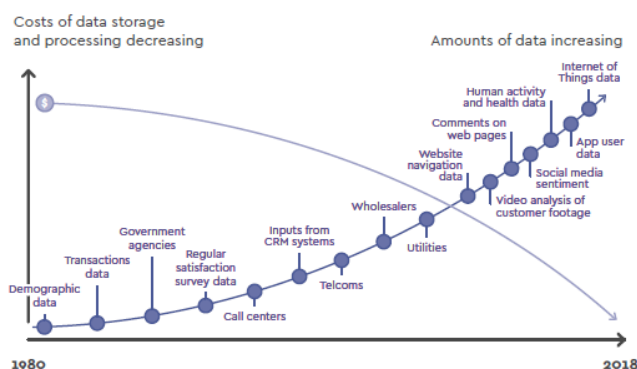 Costs of data storage
and processing decreasing
Amounts of data increasing
$
Internet of
Things data
Human activity
and health data
Comments on
web pages
App user
data
Website
navigation
data
Social media
sentiment
Video analysis of
customer footage
Wholesalers
Utilities
Inputs from
CRM systems
Telcoms
Government
agencies
Regular
satisfaction
survey data
Call centers
Transactions
data
Demographic
data
1980
2018